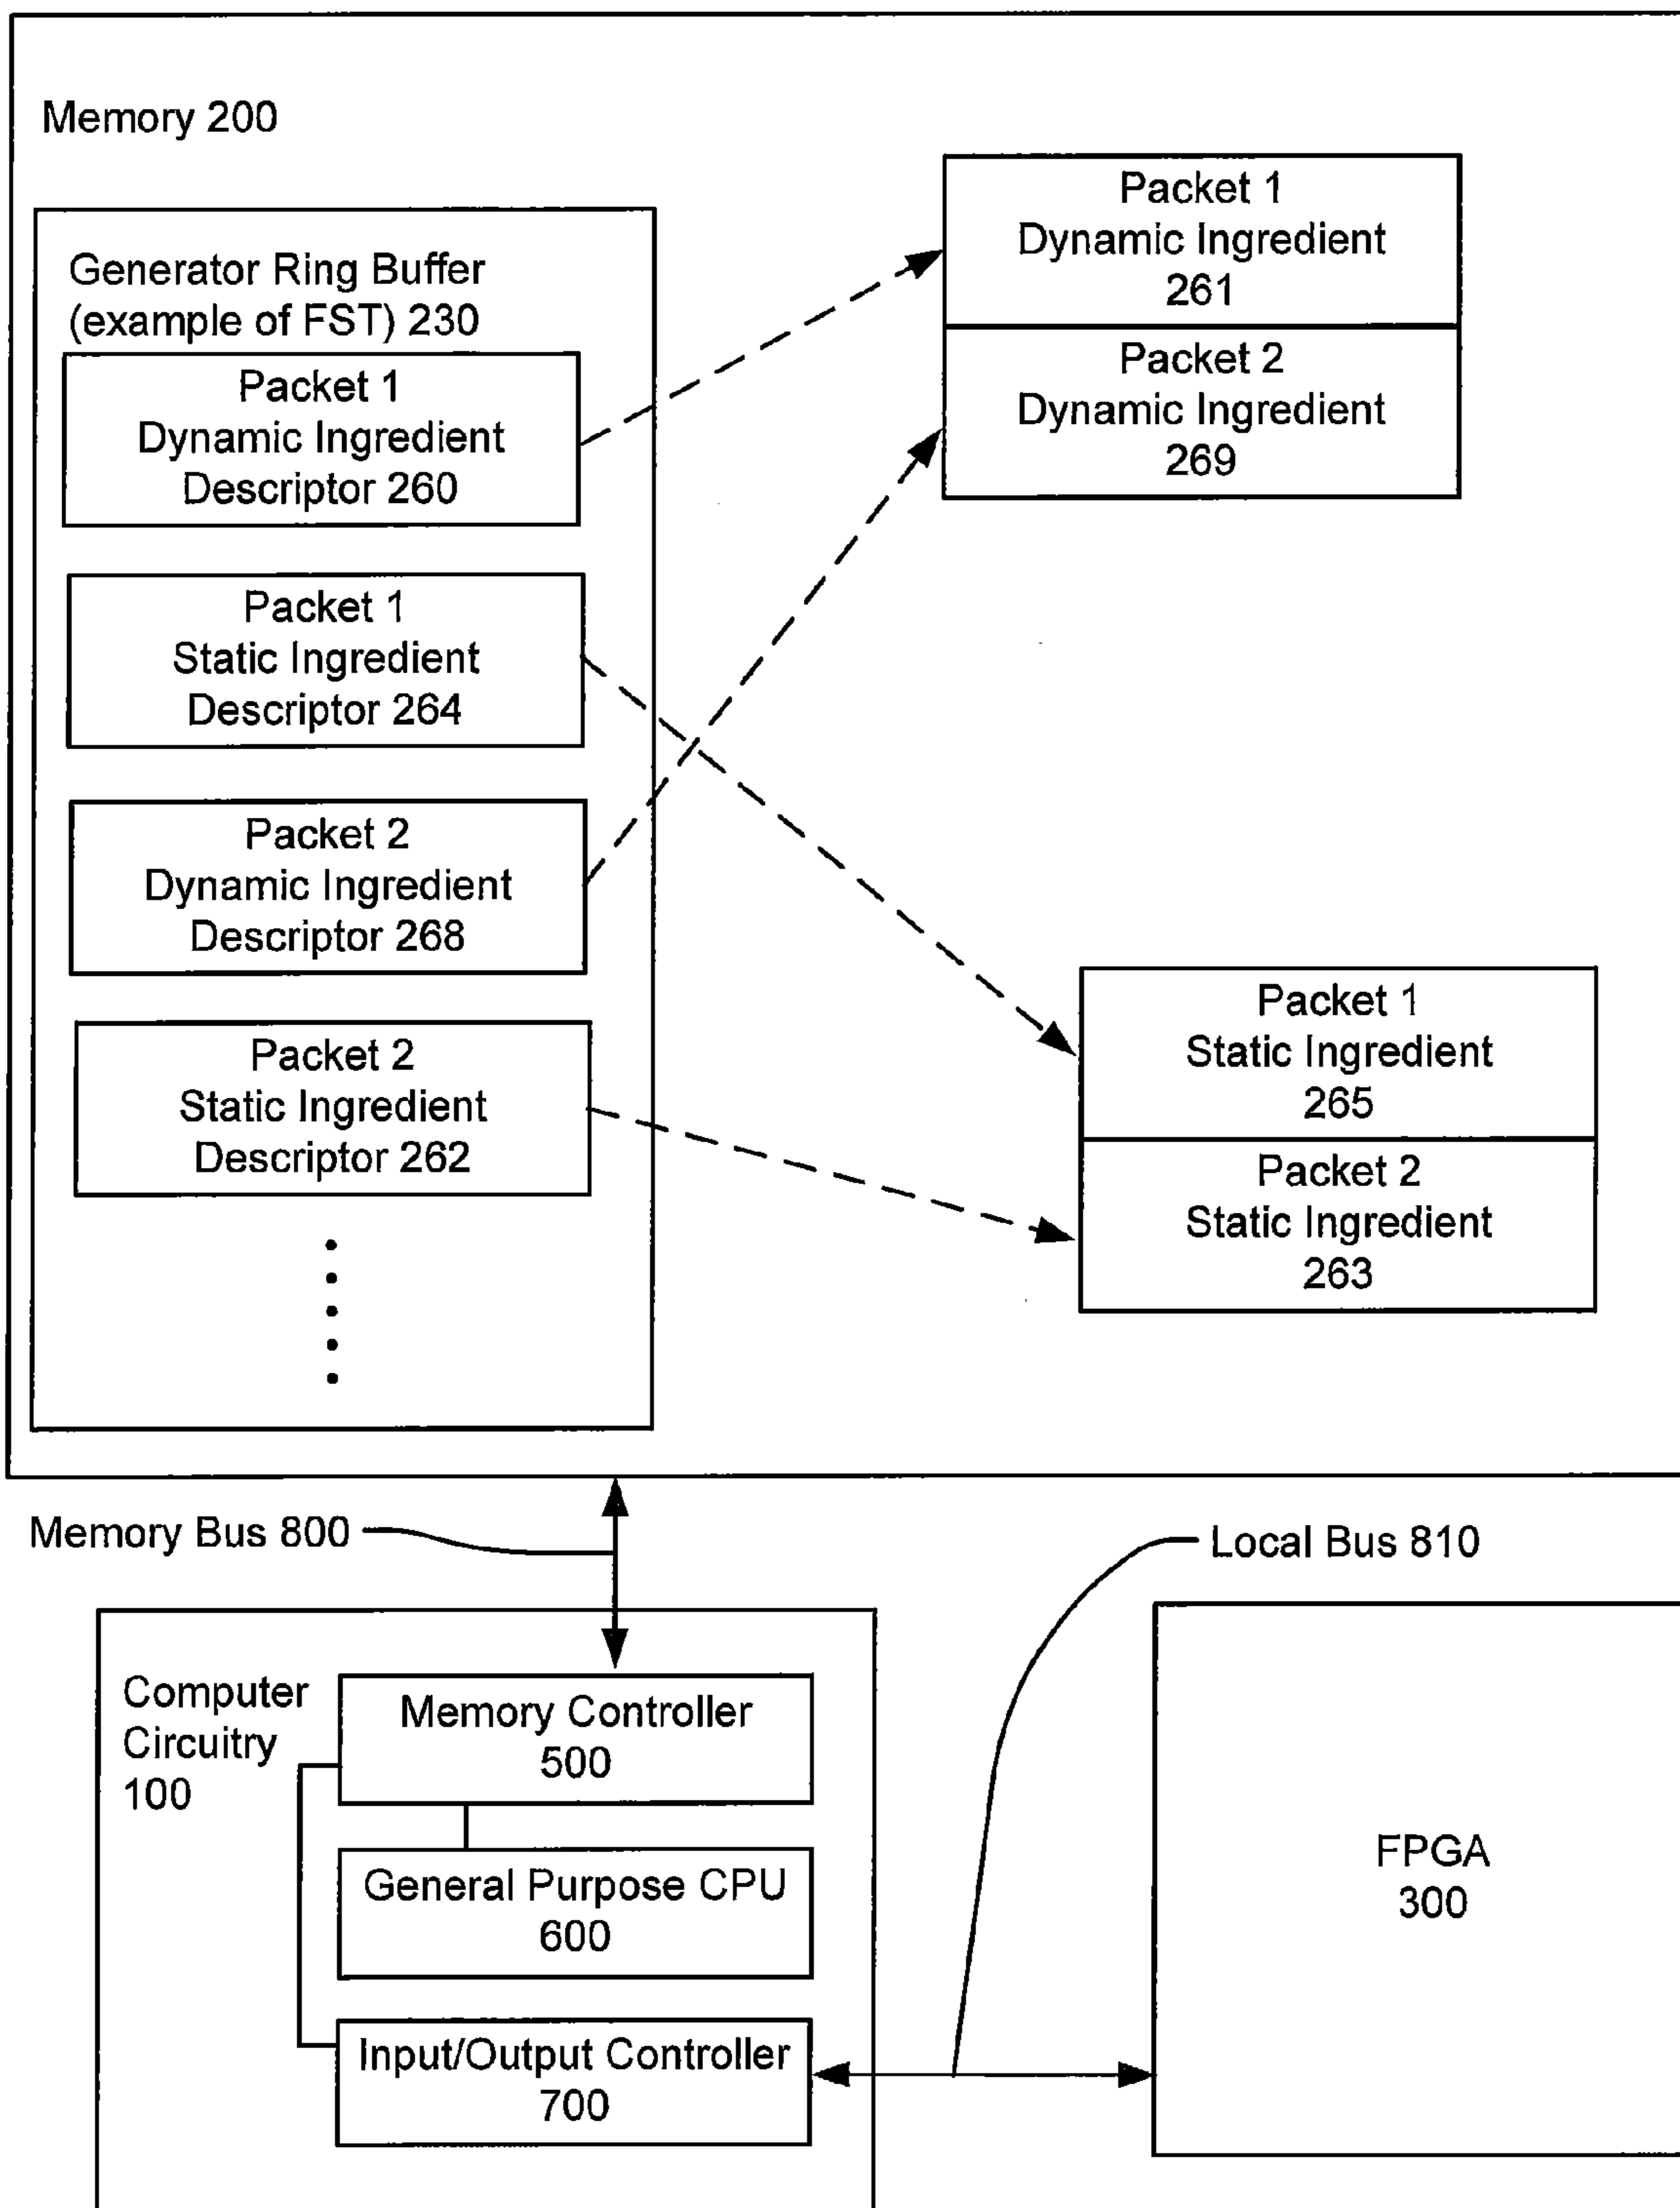 Memory 200
Generator Ring Buffer
(example of FST) 230
Packet 1
Dynamic Ingredient
Descriptor 260
Packet 1
Static Ingredient
Descriptor 264
Packet 2
Dynamic Ingredient
Descriptor 268
Packet 2
Static Ingredient
Descriptor 262
Packet 1
Dynamic Ingredient
261
Packet 2
Dynamic Ingredient
269
Packet 1
Static Ingredient
265
Packet 2
Static Ingredient
263
Memory Bus 800
Local Bus 810
Computer
Circuitry
100
Memory Controller
500
General Purpose CPU
600
Input/Output Controller
700
FPGA
300